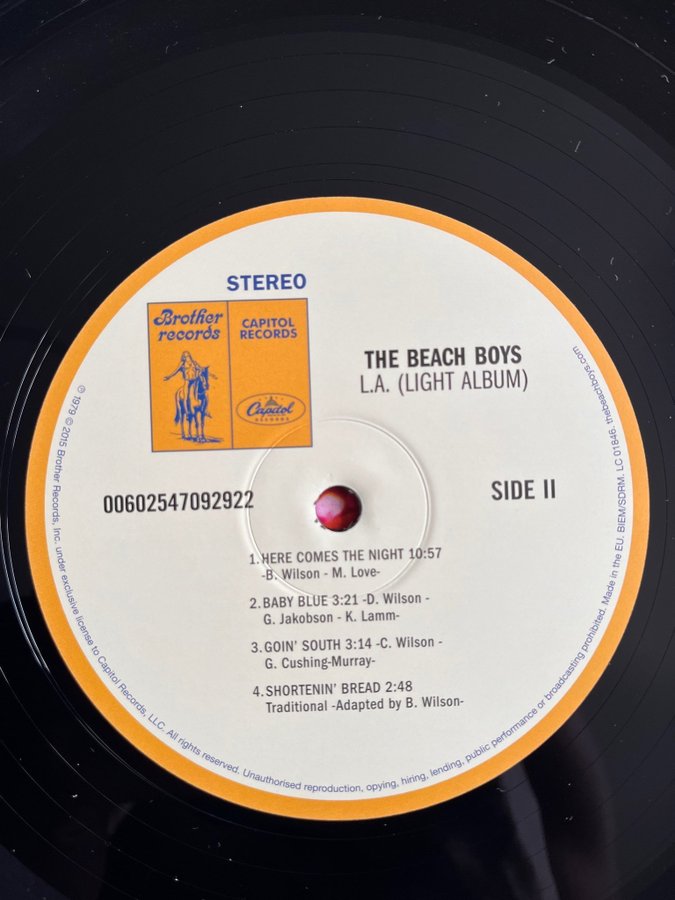 STEREO
Brother
records
CAPITOL
RECORDS
Capitol
RECORDS
THE BEACH BOYS
L.A. (LIGHT ALBUM)
00602547092922
SIDE II
1. HERE COMES THE NIGHT 10:57
-B. Wilson - M. Love-
2. BABY BLUE 3:21 -D. Wilson -
G. Jakobson - K. Lamm-
3. GOIN' SOUTH 3:14 -C. Wilson -
G. Cushing-Murray-
4. SHORTENIN' BREAD 2:48
Traditional -Adapted by B. Wilson-
℗ 1979 © 2015 Brother Records, Inc. under exclusive license to Capitol Records, LLC. All rights reserved. Unauthorised reproduction, opying, hiring, lending, public performance or broadcasting prohibited. Made in the EU. BIEM/SDRM. LC 01846. thebeachboys.com.